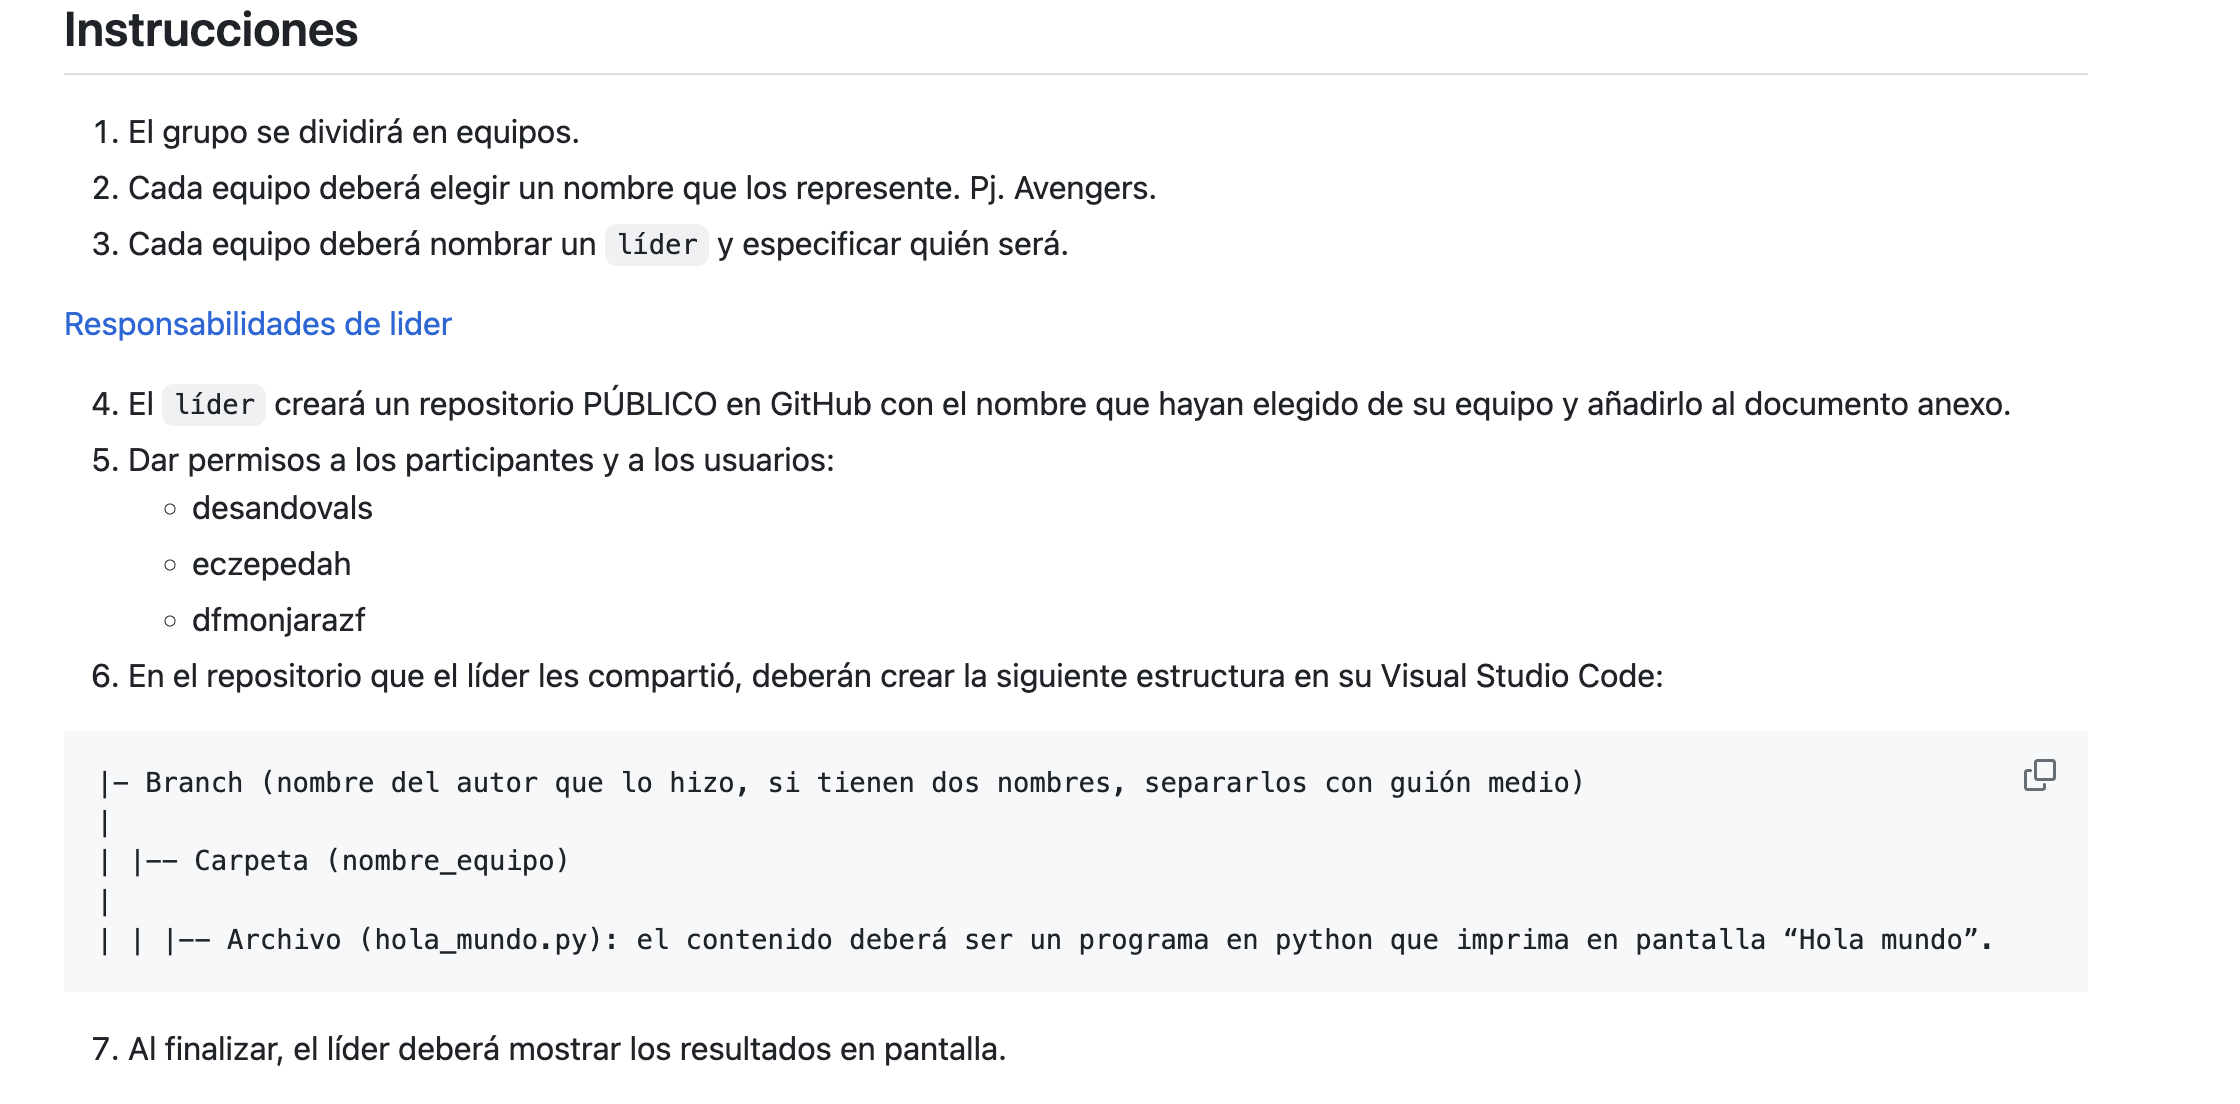 Instrucciones
1. El grupo se dividirá en equipos.
2. Cada equipo deberá elegir un nombre que los represente. Pj. Avengers.
3. Cada equipo deberá nombrar un líder y especificar quién será.
Responsabilidades de lider
4. El líder creará un repositorio PÚBLICO en GitHub con el nombre que hayan elegido de su equipo y añadirlo al documento anexo.
5. Dar permisos a los participantes y a los usuarios:
◦ desandovals
◦ eczepedah
◦ dfmonjarazf
6. En el repositorio que el líder les compartió, deberán crear la siguiente estructura en su Visual Studio Code:
|- Branch (nombre del autor que lo hizo, si tienen dos nombres, separarlos con guión medio)
|
| |-- Carpeta (nombre_equipo)
|
| | |-- Archivo (hola_mundo.py): el contenido deberá ser un programa en python que imprima en pantalla “Hola mundo”.
7. Al finalizar, el líder deberá mostrar los resultados en pantalla.